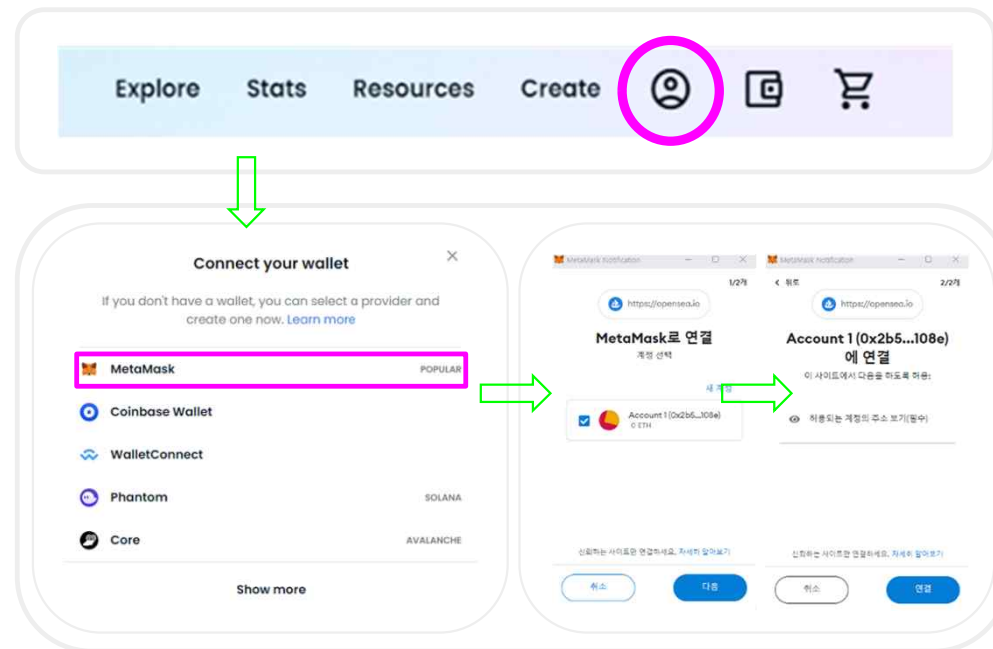 Explore Stats Resources Create
Connect your wallet
If you don't have a wallet, you can select a provider and
create one now. Learn more
MetaMask POPULAR
Coinbase Wallet
WalletConnect
Phantom SOLANA
Core AVALANCHE
Show more
MetaMask Notification
1/2개
https://opensea.io
MetaMask로 연결
계정 선택
새 계정
Account 1 (0x2b5...108e)
0 ETH
신뢰하는 사이트만 연결하세요. 자세히 알아보기
취소 다음
MetaMask Notification
< 뒤로 2/2개
https://opensea.io
Account 1 (0x2b5...108e)
에 연결
이 사이트에서 다음을 하도록 허용:
허용되는 계정의 주소 보기(필수)
신뢰하는 사이트만 연결하세요. 자세히 알아보기
취소 연결